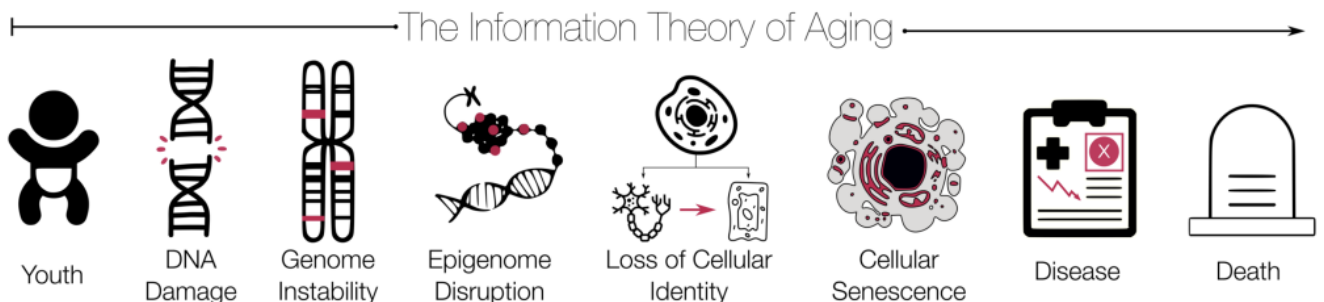 The Information Theory of Aging
Youth
DNA
Damage
Genome
Instability
Epigenome
Disruption
Loss of Cellular
Identity
Cellular
Senescence
X
Disease
Death